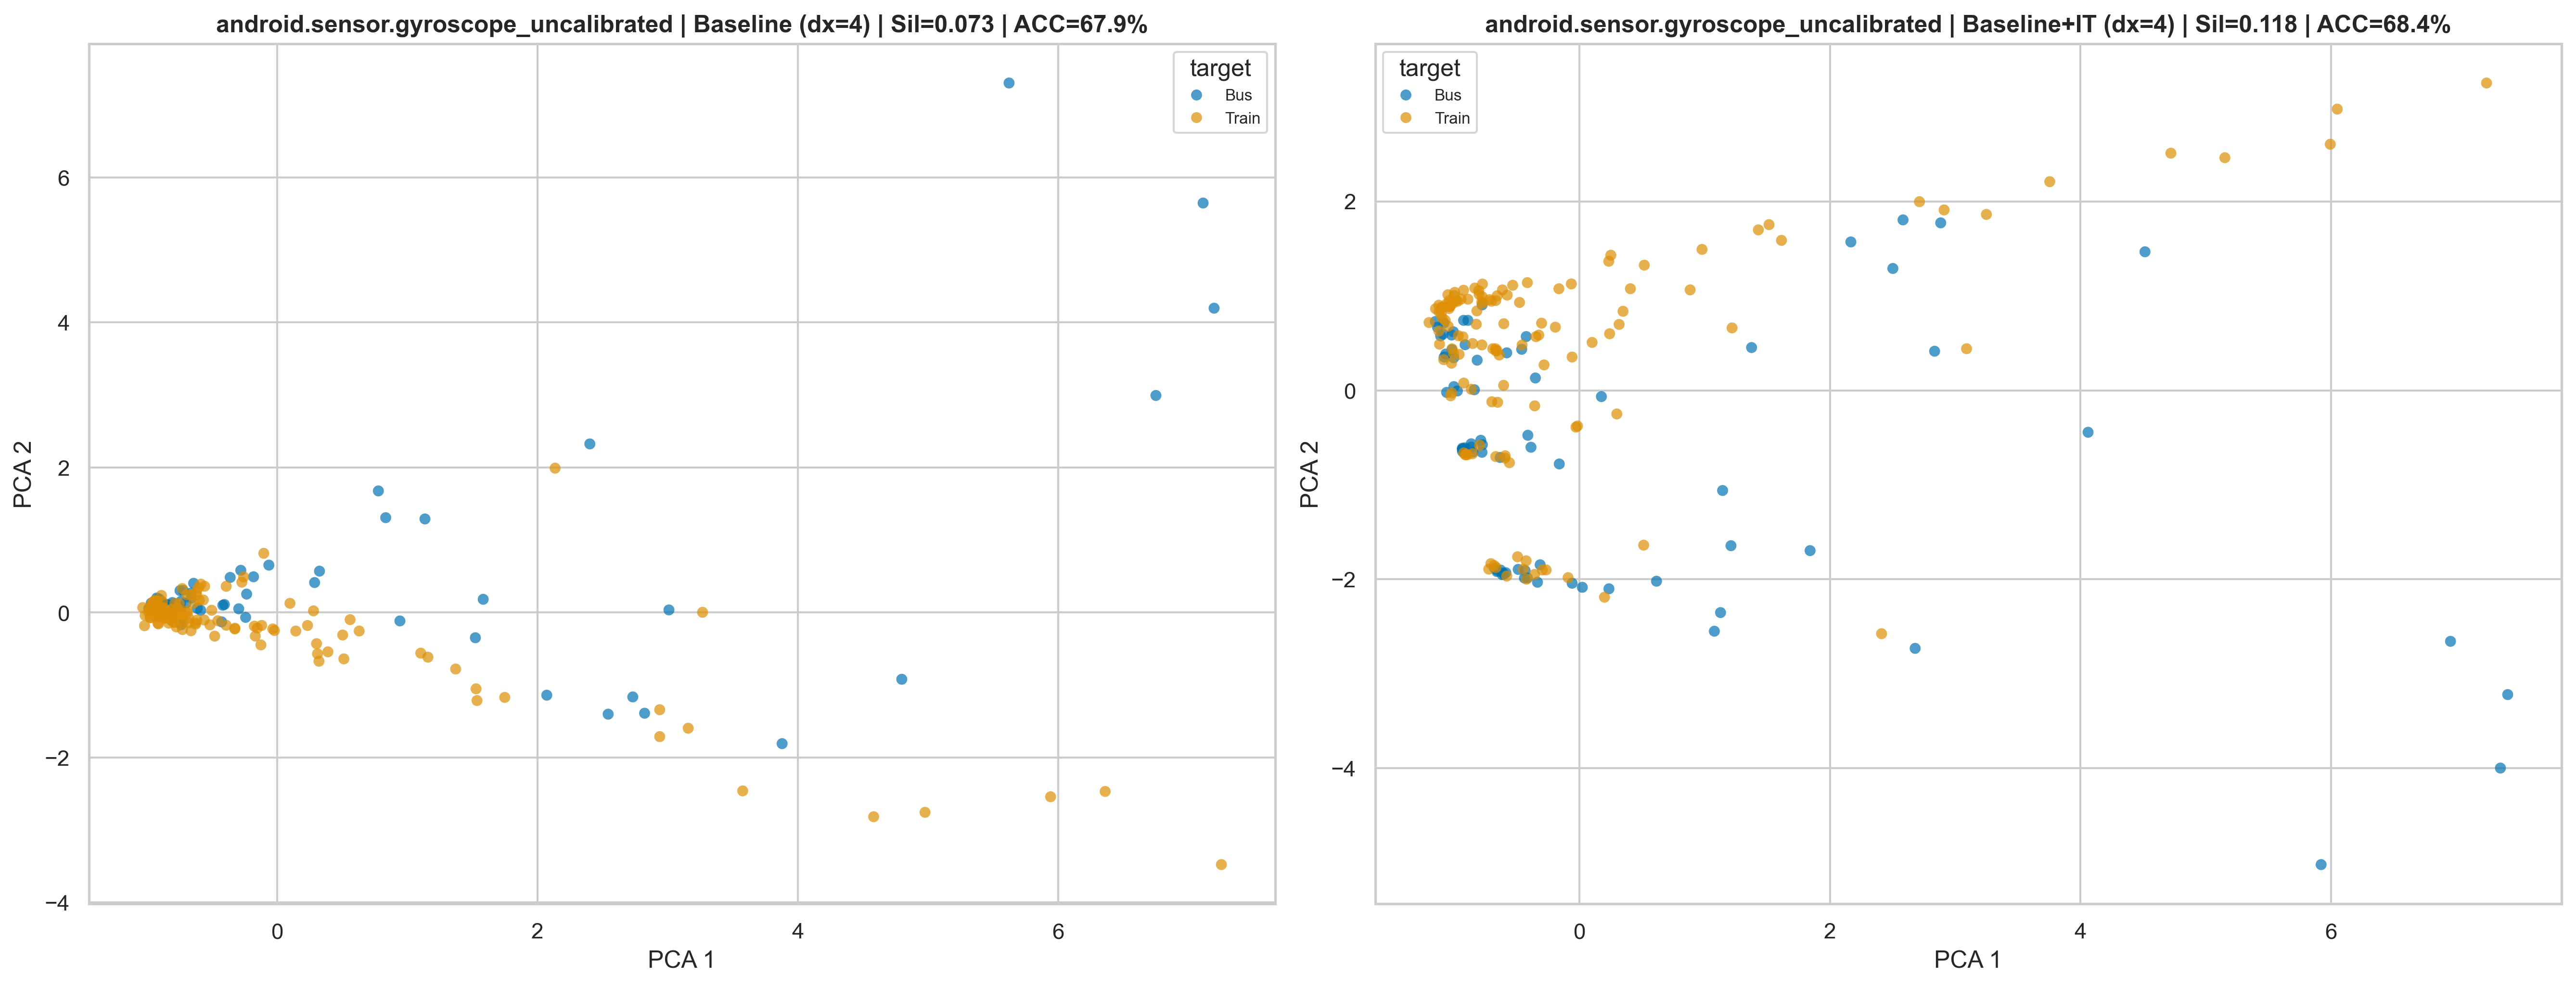 android.sensor.gyroscope_uncalibrated | Baseline (dx=4) | Sil=0.073 | ACC=67.9%
target
Bus
Train
6
4
2
0
−2
−4
PCA 2
0
2
4
6
PCA 1
android.sensor.gyroscope_uncalibrated | Baseline+IT (dx=4) | Sil=0.118 | ACC=68.4%
target
Bus
Train
2
0
−2
−4
PCA 2
0
2
4
6
PCA 1